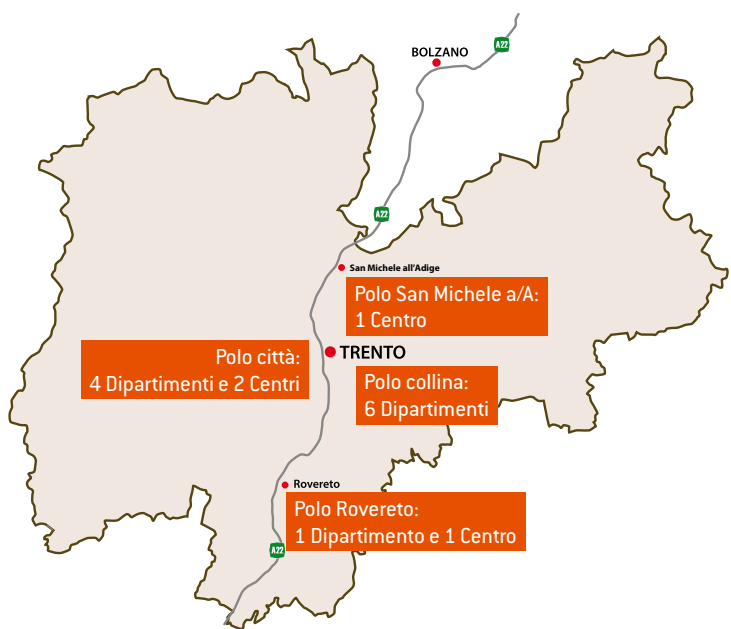 A22
BOLZANO
A22
San Michele all'Adige
Polo San Michele a/A:
1 Centro
TRENTO
Polo città:
4 Dipartimenti e 2 Centri
Polo collina:
6 Dipartimenti
Rovereto
Polo Rovereto:
1 Dipartimento e 1 Centro
A22